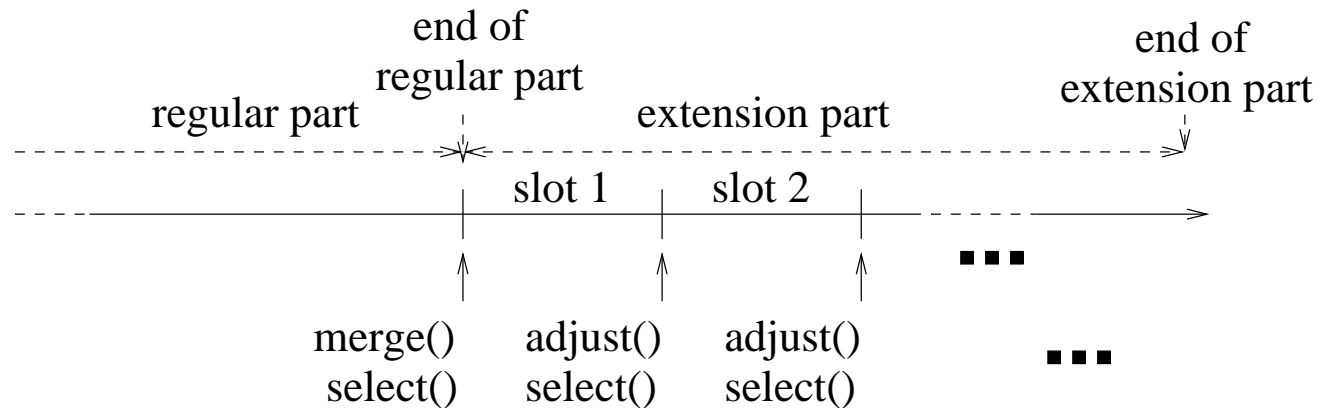 end of
regular part
end of
extension part
regular part
extension part
slot 1
slot 2
merge()
select()
adjust()
select()
adjust()
select()